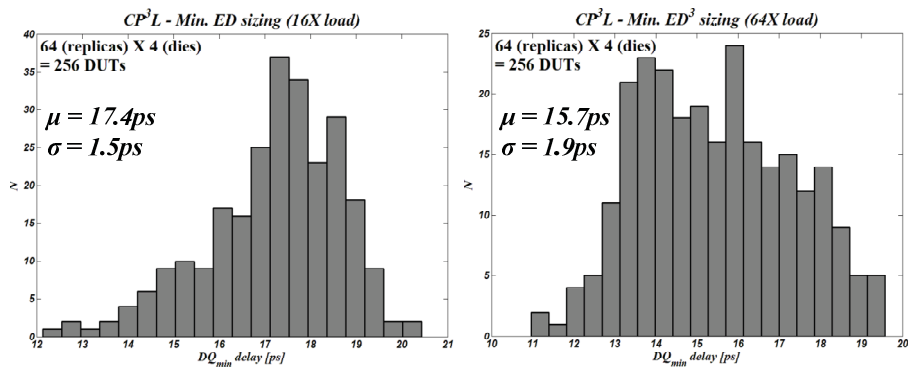 CP³L - Min. ED sizing (16X load)
64 (replicas) X 4 (dies)
= 256 DUTs
μ = 17.4ps
σ = 1.5ps
40
35
30
25
20
15
10
5
0
N
12 13 14 15 16 17 18 19 20 21
DQmin delay [ps]
CP³L - Min. ED³ sizing (64X load)
64 (replicas) X 4 (dies)
= 256 DUTs
μ = 15.7ps
σ = 1.9ps
25
20
15
10
5
0
N
10 11 12 13 14 15 16 17 18 19 20
DQmin delay [ps]